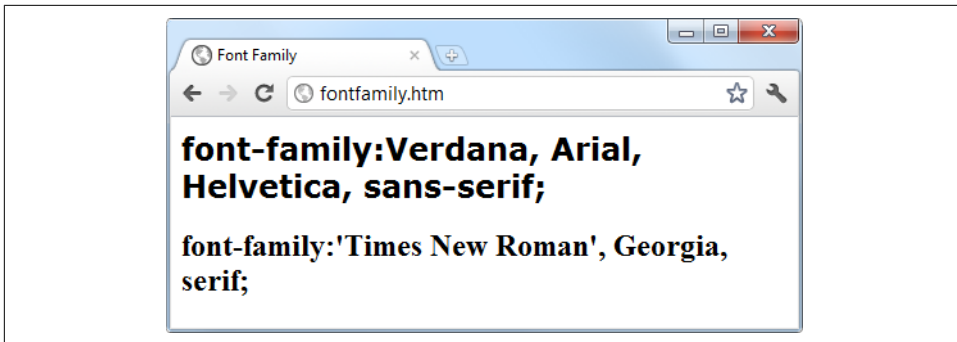 Font Family
fontfamily.htm
font-family:Verdana, Arial,
Helvetica, sans-serif;
font-family:'Times New Roman', Georgia,
serif;